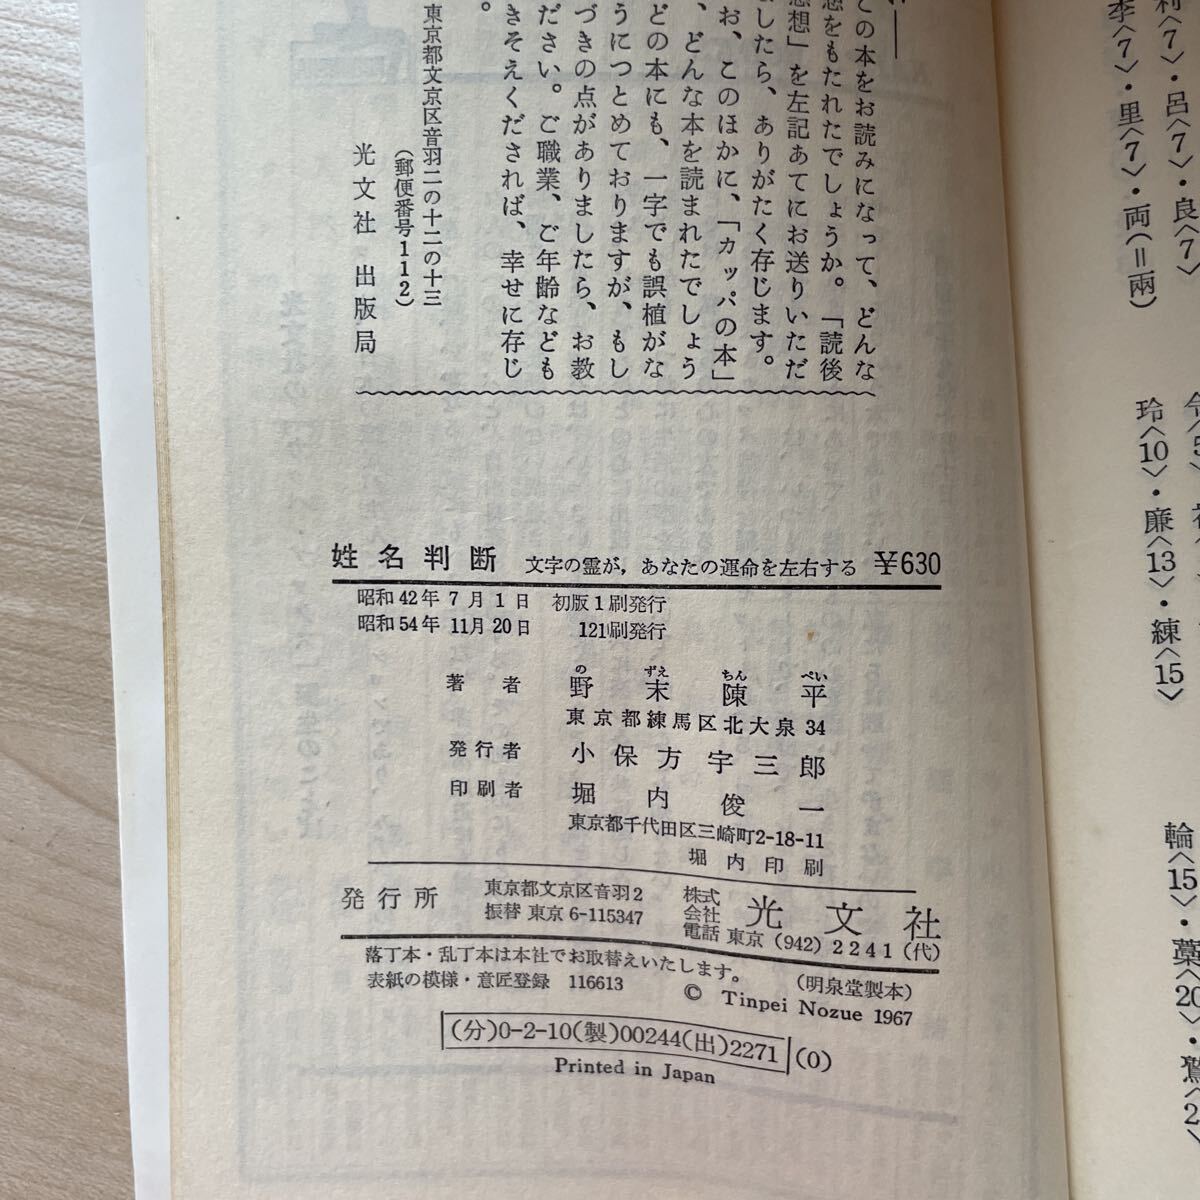 利〈7〉・呂〈7〉・良〈7〉
李〈7〉・里〈7〉・両(＝兩)
玲〈10〉・廉〈13〉・練〈15〉
輪〈15〉・藁〈20〉・鷲〈2
この本をお読みになって、どんな
想をもたれたでしょうか。「読後
感想」を左記あてにお送りいただ
したら、ありがたく存じます。
お、このほかに、「カッパの本」
、どんな本を読まれたでしょう
どの本にも、一字でも誤植がな
うにつとめておりますが、もし
づきの点がありましたら、お教
ださい。ご職業、ご年齢なども
きそえくだされば、幸せに存じ
。
東京都文京区音羽二の十二の十三
(郵便番号112)
光文社 出版局
姓名判断 文字の霊が，あなたの運命を左右する ￥630
昭和42年7月1日 初版1刷発行
昭和54年11月20日 121刷発行
のずえ ちんぺい
著者 野末陳平
東京都練馬区北大泉34
発行者 小保方宇三郎
印刷者 堀内俊一
東京都千代田区三崎町2-18-11
堀内印刷
発行所 東京都文京区音羽2 株式会社 光文社
振替 東京 6-115347 電話 東京 (942) 2241 (代)
落丁本・乱丁本は本社でお取替えいたします。 (明泉堂製本)
表紙の模様・意匠登録 116613
© Tinpei Nozue 1967
(分)0-2-10(製)00244(出)2271 (0)
Printed in Japan